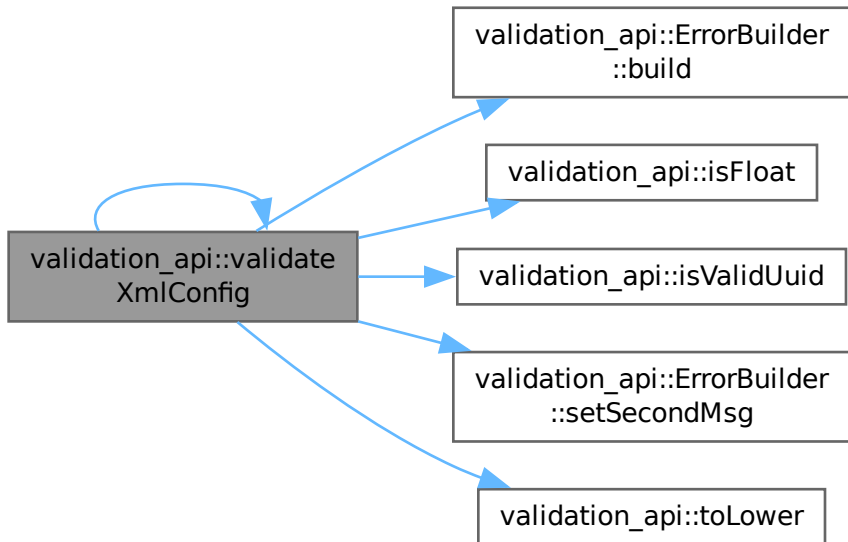 validation_api::ErrorBuilder
::build
validation_api::isFloat
validation_api::validate
XmlConfig
validation_api::isValidUuid
validation_api::ErrorBuilder
::setSecondMsg
validation_api::toLower